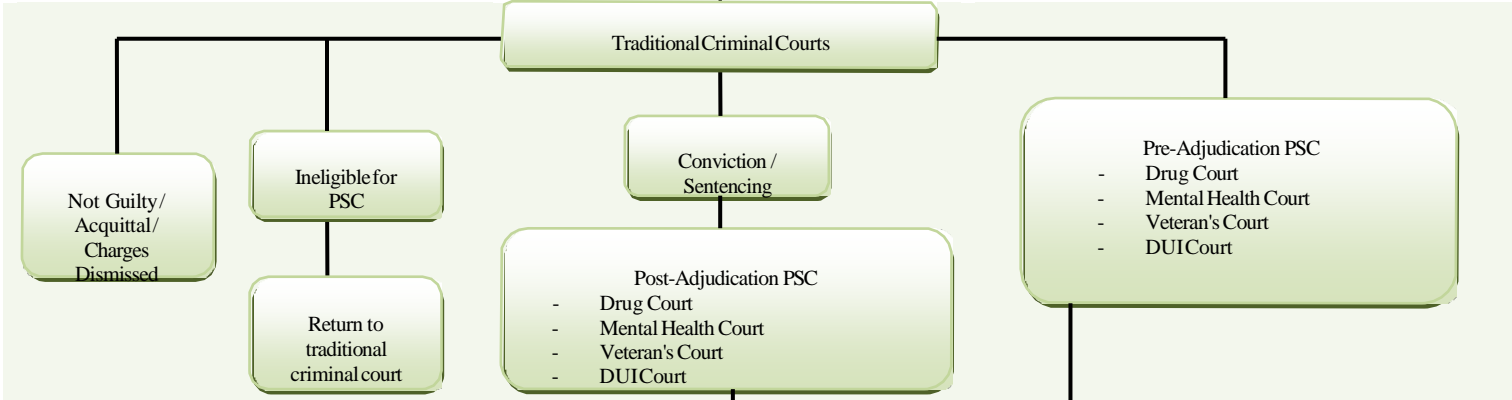 Traditional Criminal Courts
Not Guilty /
Acquittal /
Charges
Dismissed
Ineligible for
PSC
Return to
traditional
criminal court
Conviction /
Sentencing
Post-Adjudication PSC
- Drug Court
- Mental Health Court
- Veteran's Court
- DUI Court
Pre-Adjudication PSC
- Drug Court
- Mental Health Court
- Veteran's Court
- DUI Court